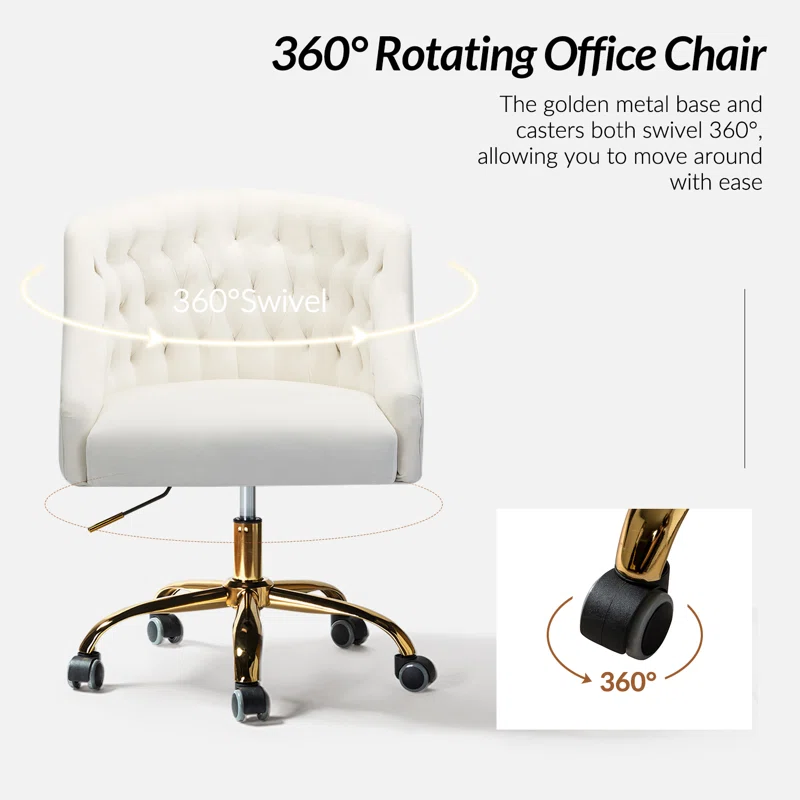 360° Rotating Office Chair
The golden metal base and
casters both swivel 360°,
allowing you to move around
with ease
360°Swivel
360°